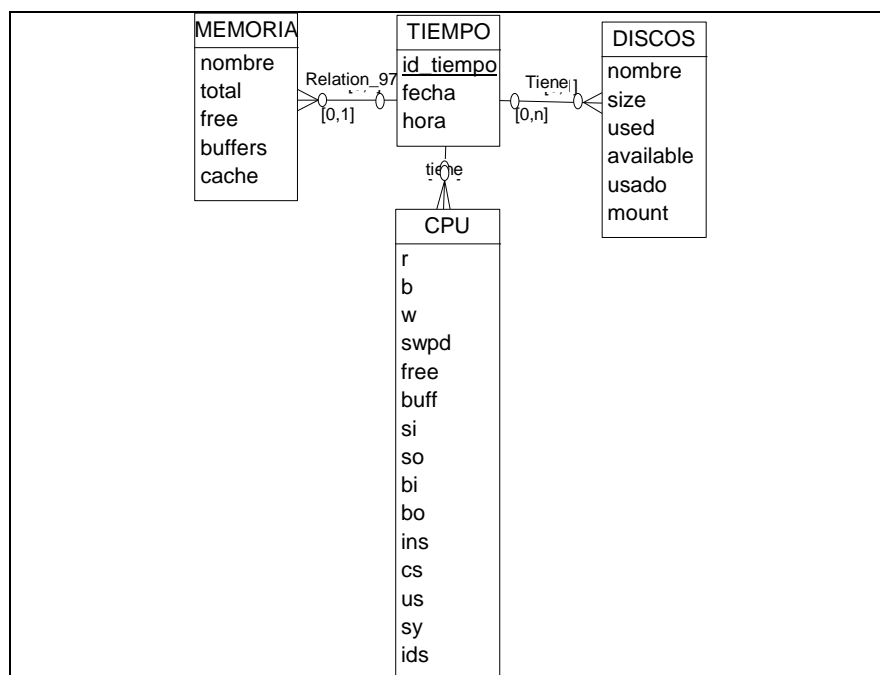 MEMORIA
nombre
total
free
buffers
cache
Relation_97
[0,1]
TIEMPO
id_tiempo
fecha
hora
Tiene
[0,n]
DISCOS
nombre
size
used
available
usado
mount
tiene
CPU
r
b
w
swpd
free
buff
si
so
bi
bo
ins
cs
us
sy
ids